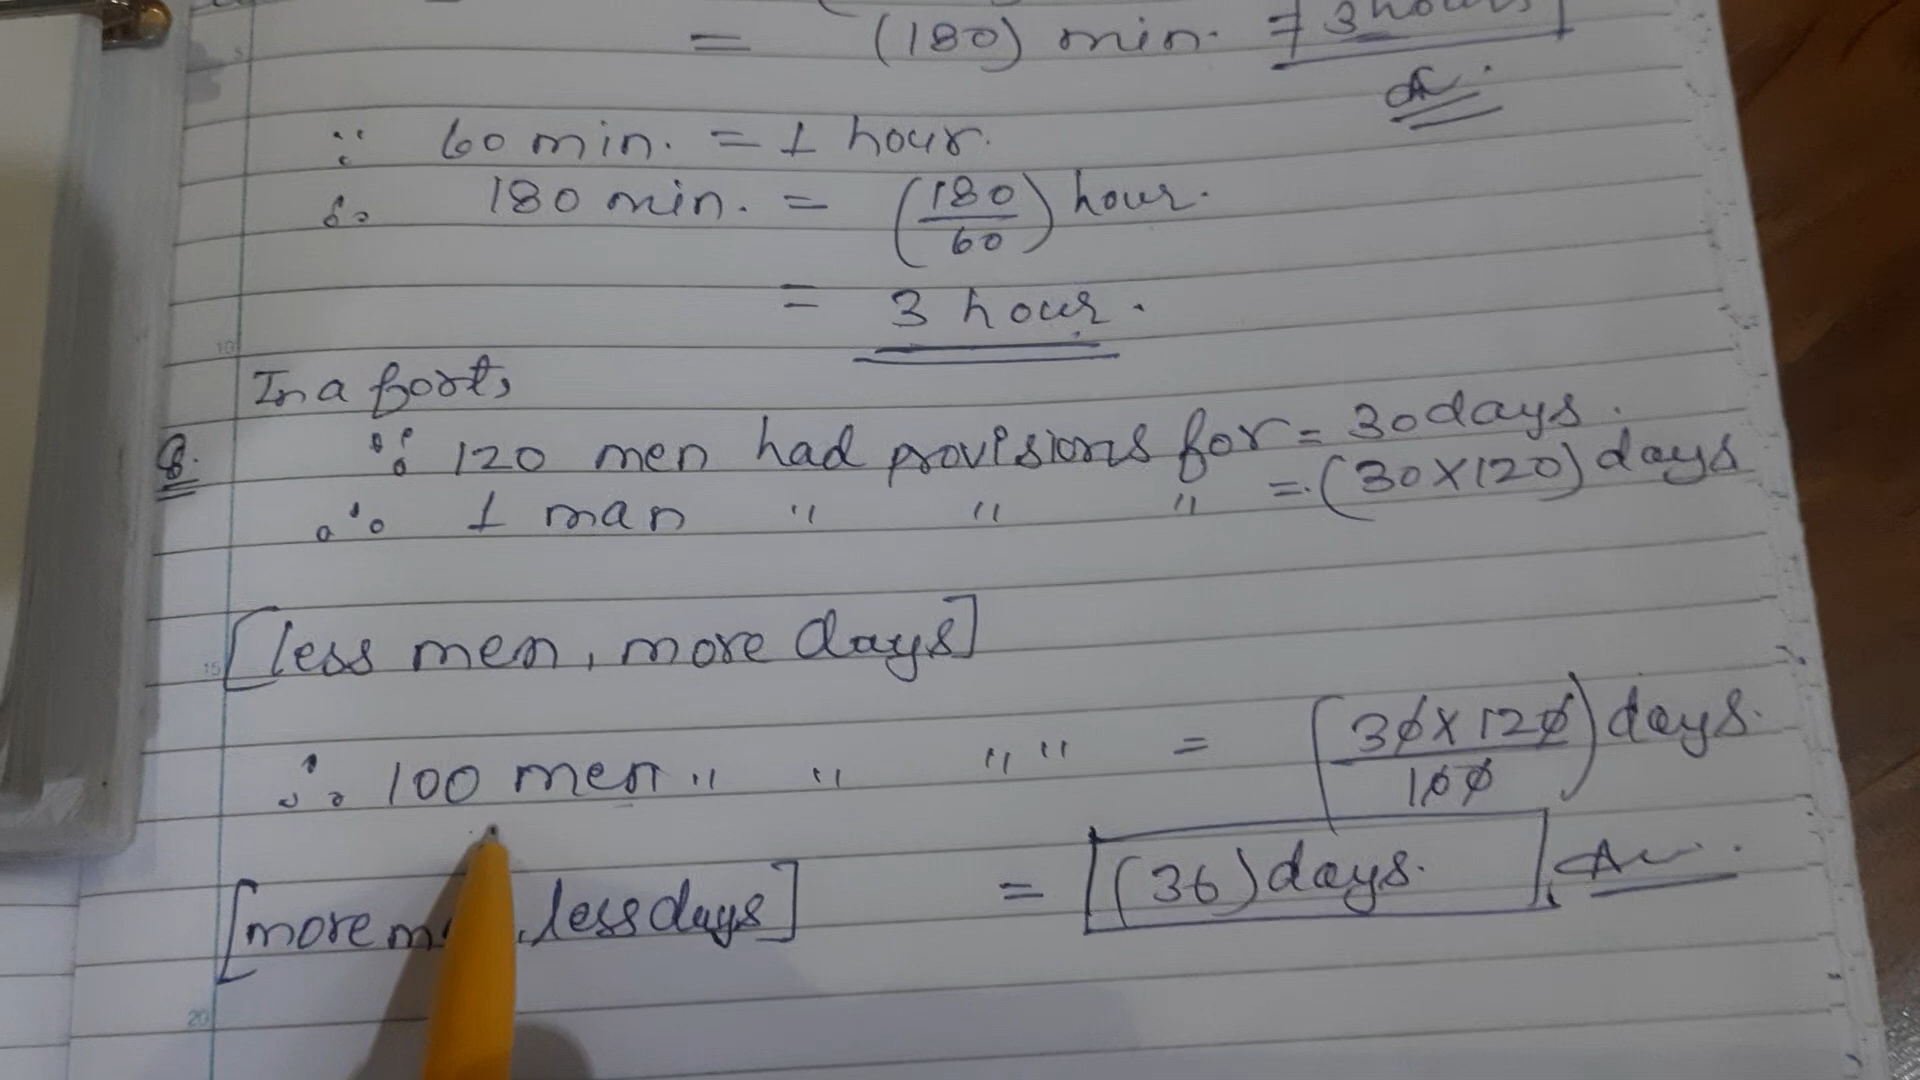 = (180) min. = 3 hours
∵ 60 min. = 1 hour.
∴ 180 min. = (180/60) hour.
= 3 hour.
In a fort,
8. ∵ 120 men had provisions for = 30 days.
∴ 1 man " " " = (30×120) days
[less men, more days]
∴ 100 men " " " " = (30×120/100) days.
[more , less days] = (36) days.